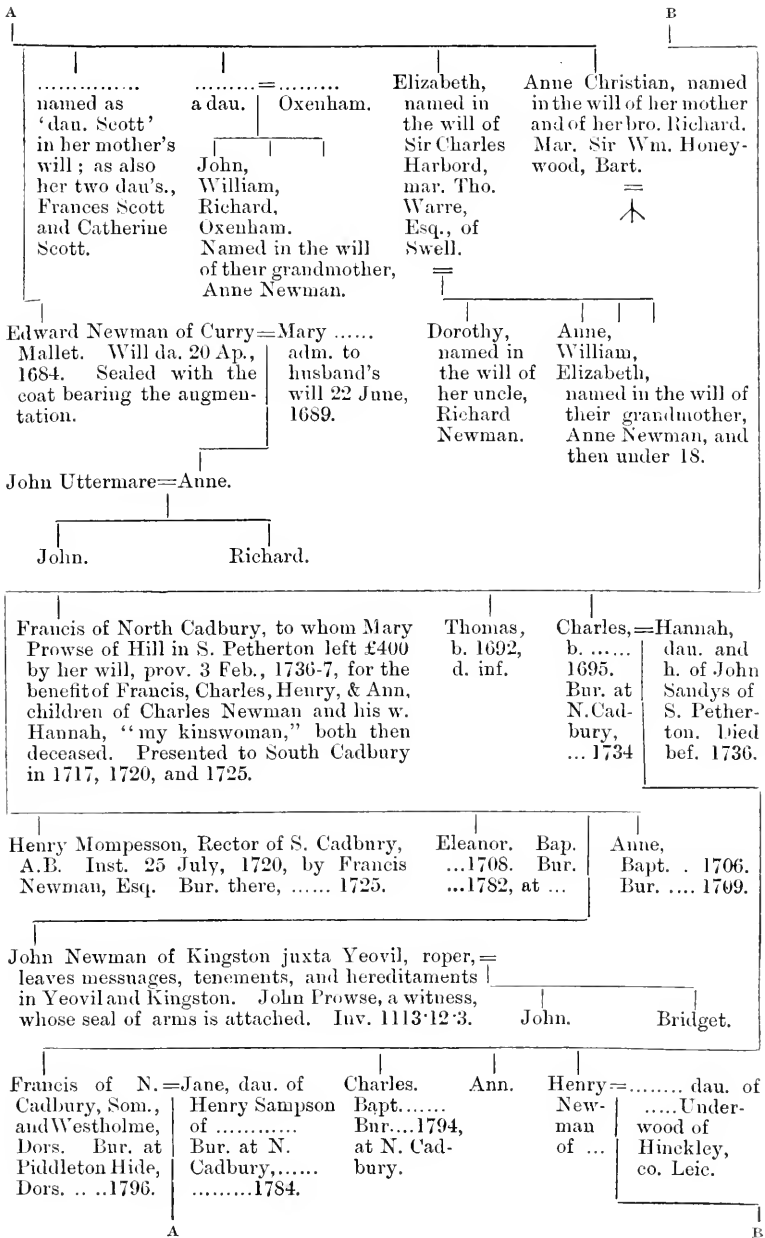 A B
...............
named as
‘dau. Scott’
in her mother's
will ; as also
her two dau's.,
Frances Scott
and Catherine
Scott.
.........=.........
a dau. Oxenham.
John,
William,
Richard,
Oxenham.
Named in the will
of their grandmother,
Anne Newman.
Elizabeth,
named in
the will of
Sir Charles
Harbord,
mar. Tho.
Warre,
Esq., of
Swell.
=
Anne Christian, named
in the will of her mother
and of her bro. Richard.
Mar. Sir Wm. Honey-
wood, Bart.
=
Edward Newman of Curry=Mary ......
Mallet. Will da. 20 Ap.,
1684. Sealed with the
coat bearing the augmen-
tation.
adm. to
husband's
will 22 June,
1689.
Dorothy,
named in
the will of
her uncle,
Richard
Newman.
Anne,
William,
Elizabeth,
named in the will of
their grandmother,
Anne Newman, and
then under 18.
John Uttermare=Anne.
John. Richard.
Francis of North Cadbury, to whom Mary
Prowse of Hill in S. Petherton left £400
by her will, prov. 3 Feb., 1736-7, for the
benefit of Francis, Charles, Henry, & Ann,
children of Charles Newman and his w.
Hannah, “my kinswoman,” both then
deceased. Presented to South Cadbury
in 1717, 1720, and 1725.
Thomas,
b. 1692,
d. inf.
Charles,=Hannah,
b. ......
1695.
Bur. at
N. Cad-
bury,
... 1734
dau. and
h. of John
Sandys of
S. Pether-
ton. Died
bef. 1736.
Henry Mompesson, Rector of S. Cadbury,
A.B. Inst. 25 July, 1720, by Francis
Newman, Esq. Bur. there, ...... 1725.
Eleanor. Bap.
...1708. Bur.
...1782, at ...
Anne,
Bapt. . 1706.
Bur. .... 1709.
John Newman of Kingston juxta Yeovil, roper,=
leaves messuages, tenements, and hereditaments
in Yeovil and Kingston. John Prowse, a witness,
whose seal of arms is attached. Inv. 1113·12·3.
John. Bridget.
Francis of N.=Jane, dau. of
Cadbury, Som.,
and Westholme,
Dors. Bur. at
Piddleton Hide,
Dors. .. ..1796.
Henry Sampson
of ............
Bur. at N.
Cadbury,......
.........1784.
Charles.
Bapt.......
Bur....1794,
at N. Cad-
bury.
Ann.
Henry=........ dau. of
New-
man
of ...
.....Under-
wood of
Hinckley,
co. Leic.
A B